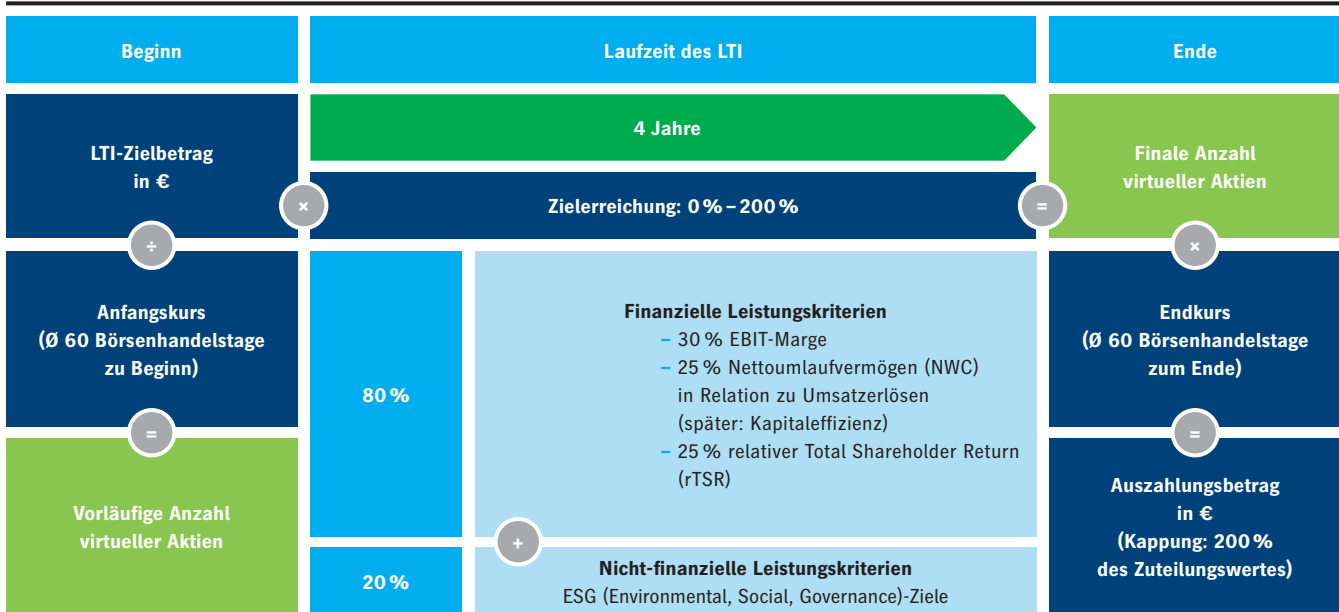 Beginn
Laufzeit des LTI
Ende
LTI-Zielbetrag
in €
÷
Anfangskurs
(Ø 60 Börsenhandelstage
zu Beginn)
=
Vorläufige Anzahl
virtueller Aktien
×
4 Jahre
Zielerreichung: 0 % – 200 %
=
80 %
Finanzielle Leistungskriterien
– 30 % EBIT-Marge
– 25 % Nettoumlaufvermögen (NWC)
in Relation zu Umsatzerlösen
(später: Kapitaleffizienz)
– 25 % relativer Total Shareholder Return
(rTSR)
+
20 %
Nicht-finanzielle Leistungskriterien
ESG (Environmental, Social, Governance)-Ziele
Finale Anzahl
virtueller Aktien
×
Endkurs
(Ø 60 Börsenhandelstage
zum Ende)
=
Auszahlungsbetrag
in €
(Kappung: 200 %
des Zuteilungswertes)